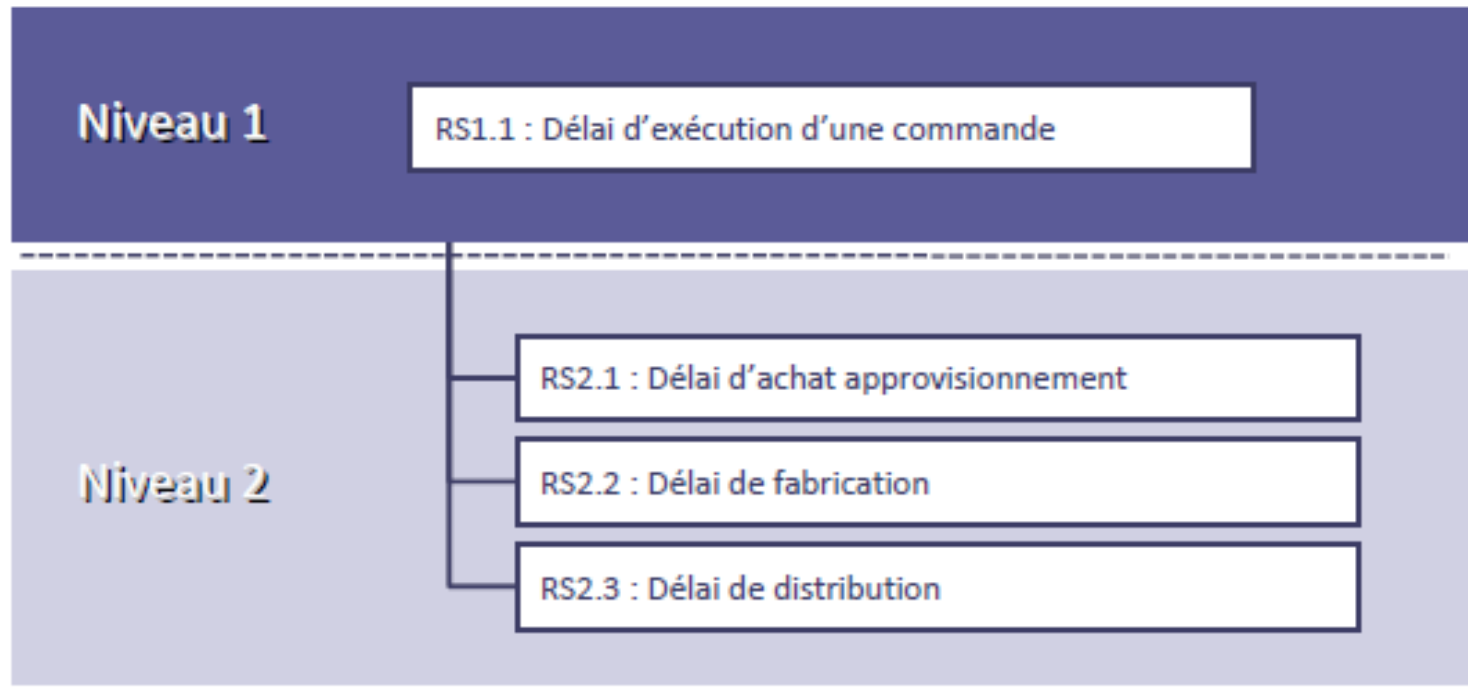 Niveau 1
RS1.1 : Délai d’exécution d’une commande
Niveau 2
RS2.1 : Délai d’achat approvisionnement
RS2.2 : Délai de fabrication
RS2.3 : Délai de distribution